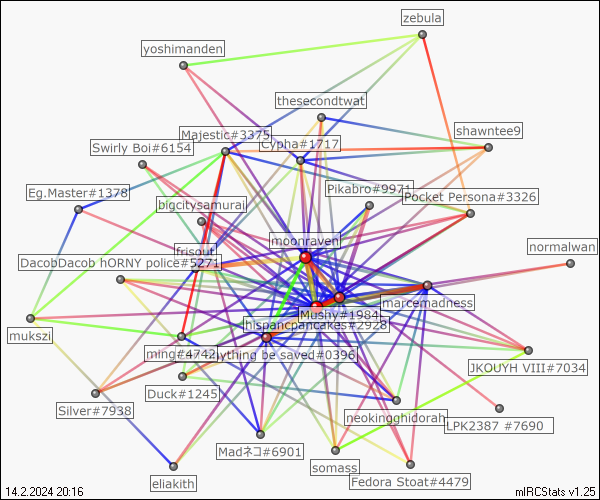 zebula
yoshimanden
thesecondtwat
shawntee9
Majestic#3375
Cypha#1717
Swirly Boi#6154
Pikabro#9971
Eg.Master#1378
Pocket Persona#3326
bigcitysamurai
moonraven
normalwan
frisout
DacobDacob hORNY police#5271
marcemadness
Mushy#1984
hispancpancakes#2928
mukszi
ming#4742
anything be saved#0396
JKOUYH VIII#7034
Duck#1245
Silver#7938
neokingghidorah
LPK2387 #7690
Madネコ#6901
somass
eliakith
Fedora Stoat#4479
14.2.2024 20:16
mIRCStats v1.25